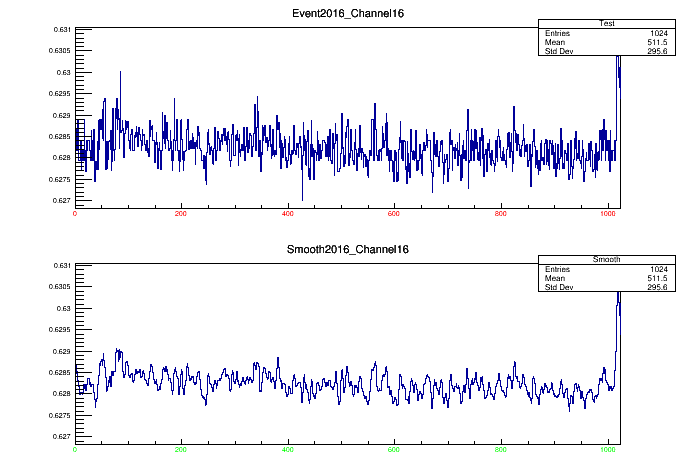 Event2016_Channel16
Test
Entries 1024
Mean 511.5
Std Dev 295.6
0.631
0.6305
0.63
0.6295
0.629
0.6285
0.628
0.6275
0.627
0 200 400 600 800 1000
Smooth2016_Channel16
Smooth
Entries 1024
Mean 511.5
Std Dev 295.6
0.631
0.6305
0.63
0.6295
0.629
0.6285
0.628
0.6275
0.627
0 200 400 600 800 1000